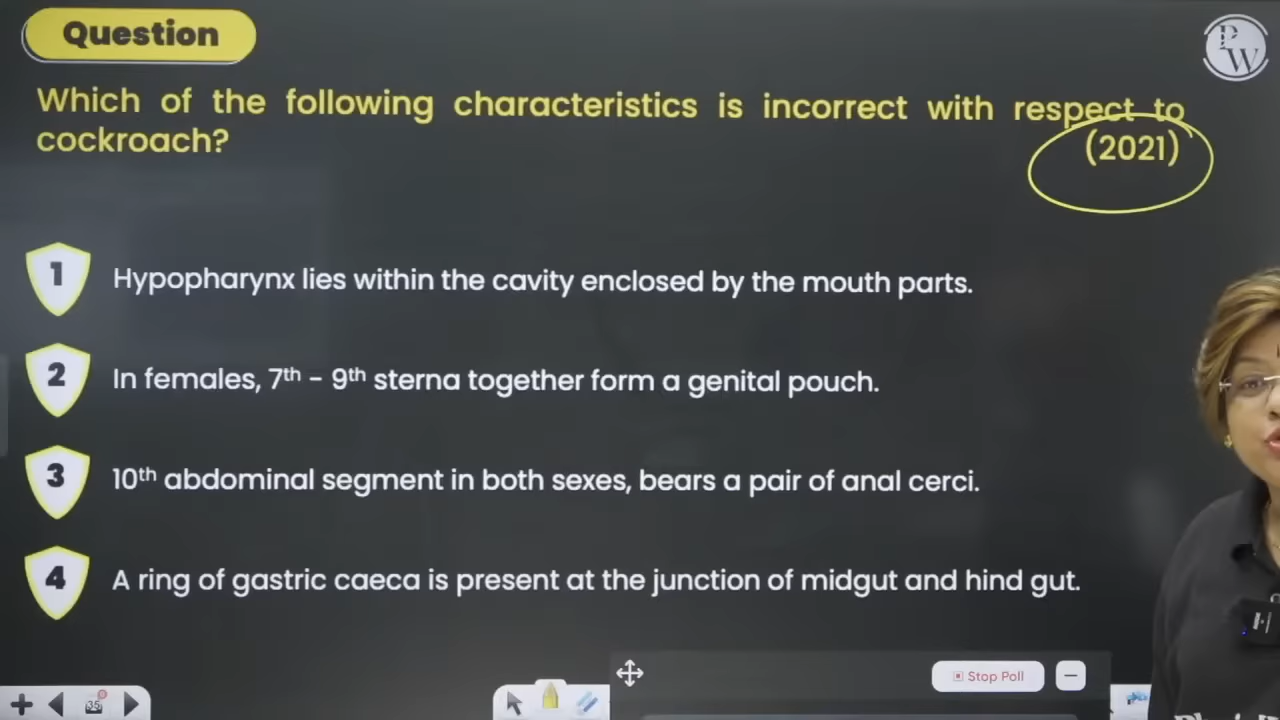 Question
PW
Which of the following characteristics is incorrect with respect to
cockroach?
(2021)
1
Hypopharynx lies within the cavity enclosed by the mouth parts.
2
In females, 7th – 9th sterna together form a genital pouch.
3
10th abdominal segment in both sexes, bears a pair of anal cerci.
4
A ring of gastric caeca is present at the junction of midgut and hind gut.
Stop Poll
35